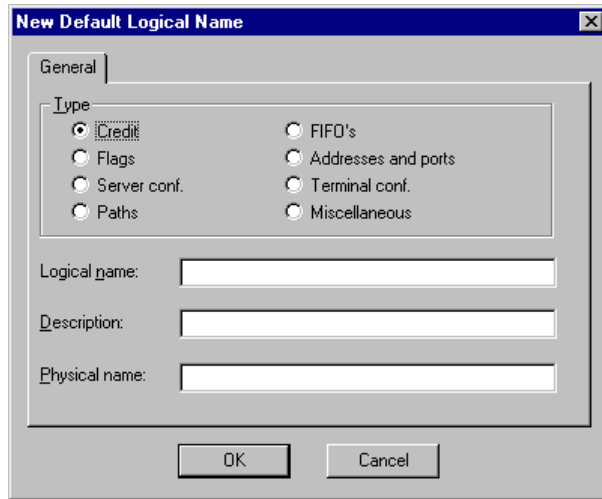 New Default Logical Name
General
Type
Credit
FIFO's
Flags
Addresses and ports
Server conf.
Terminal conf.
Paths
Miscellaneous
Logical name:
Description:
Physical name:
OK
Cancel